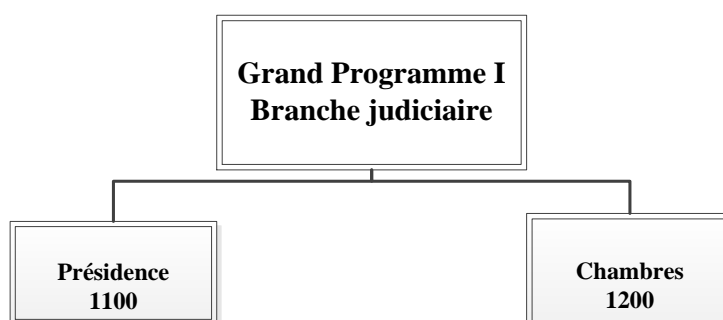 Grand Programme I
Branche judiciaire
Présidence
1100
Chambres
1200